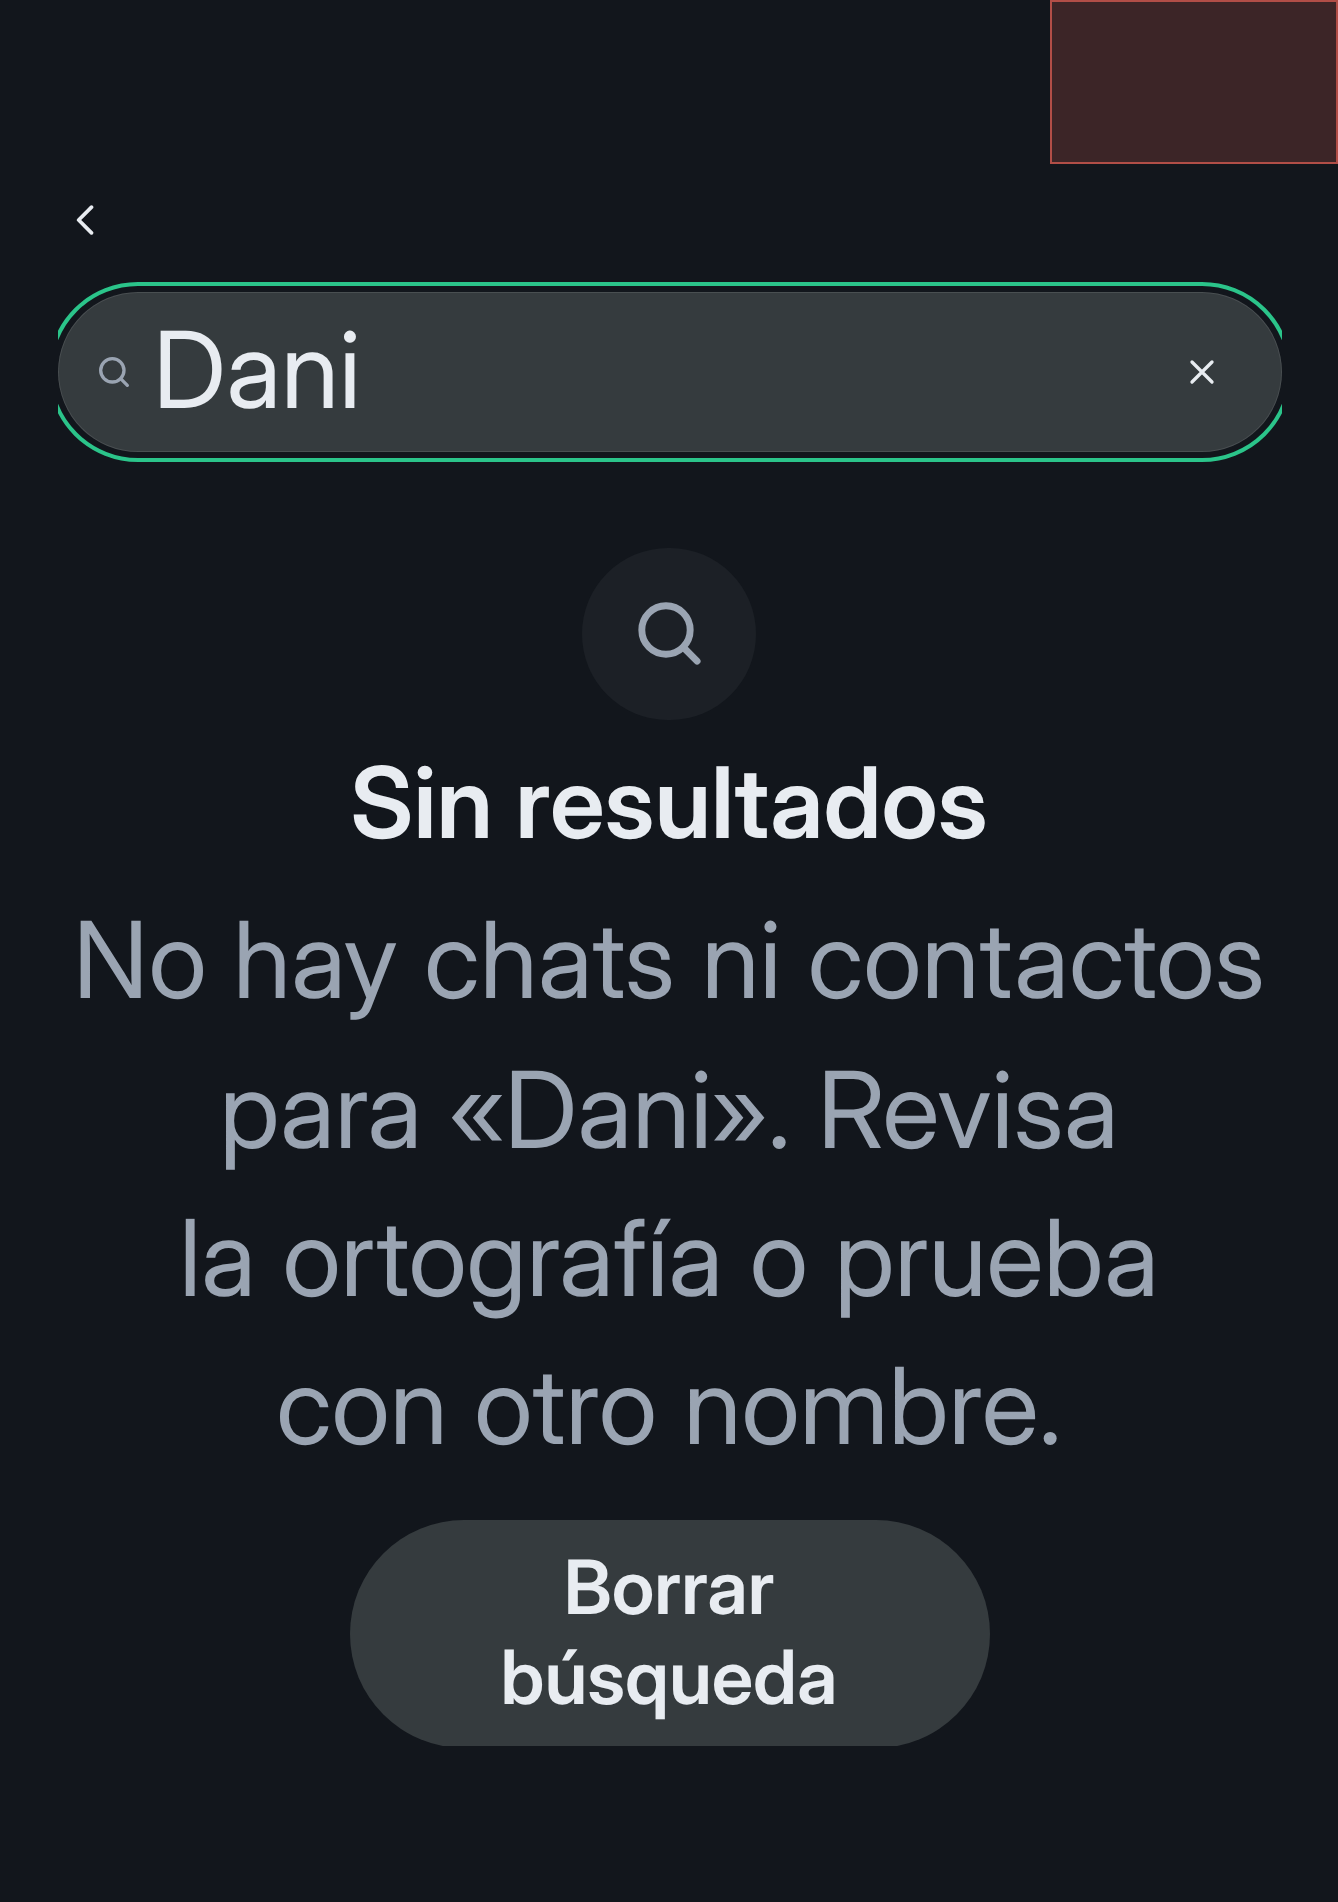 Dani
Sin resultados
No hay chats ni contactos
para «Dani». Revisa
la ortografía o prueba
con otro nombre.
Borrar
búsqueda